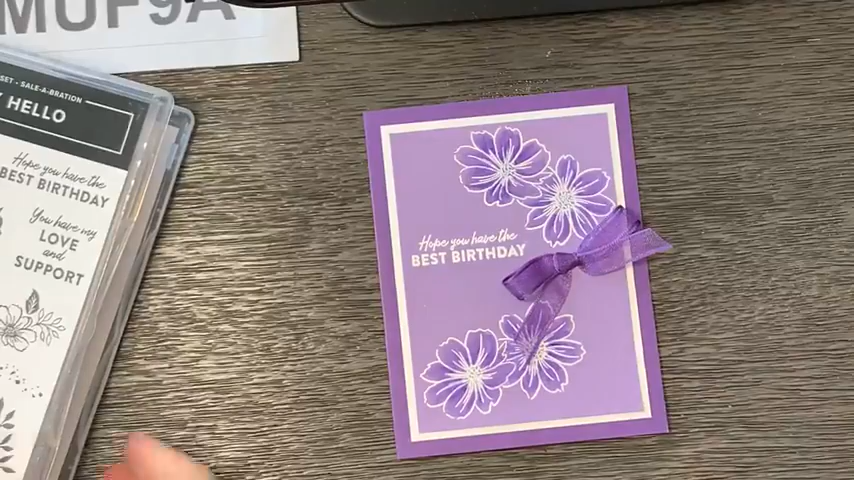 MUF9A
SET • SALE-A-BRATION
HELLO
Hope you have the
BEST BIRTHDAY
You have my
LOVE
and
SUPPORT
Hope you have the
BEST BIRTHDAY